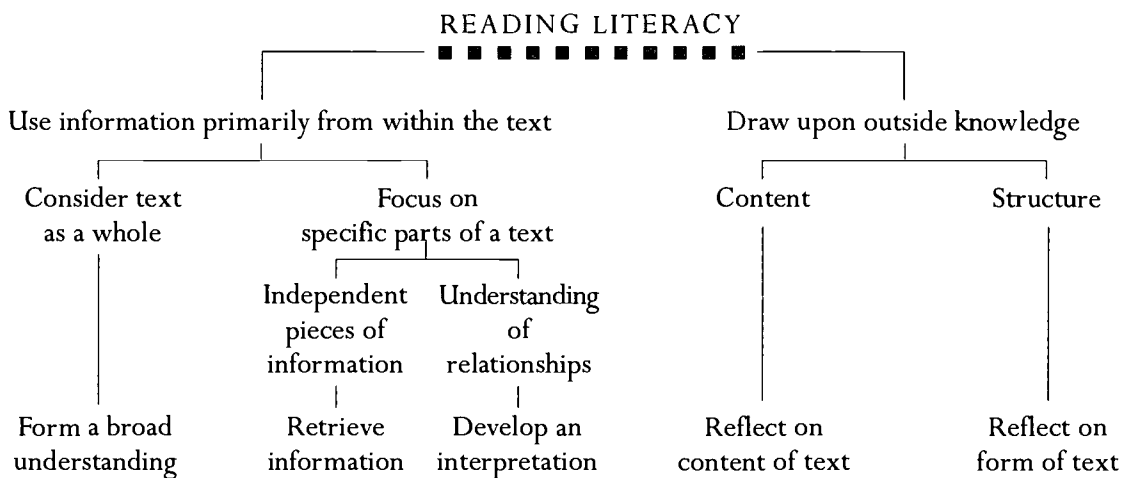 READING LITERACY
Use information primarily from within the text
Draw upon outside knowledge
Consider text
as a whole
Focus on
specific parts of a text
Content
Structure
Independent
pieces of
information
Understanding
of
relationships
Form a broad
understanding
Retrieve
information
Develop an
interpretation
Reflect on
content of text
Reflect on
form of text